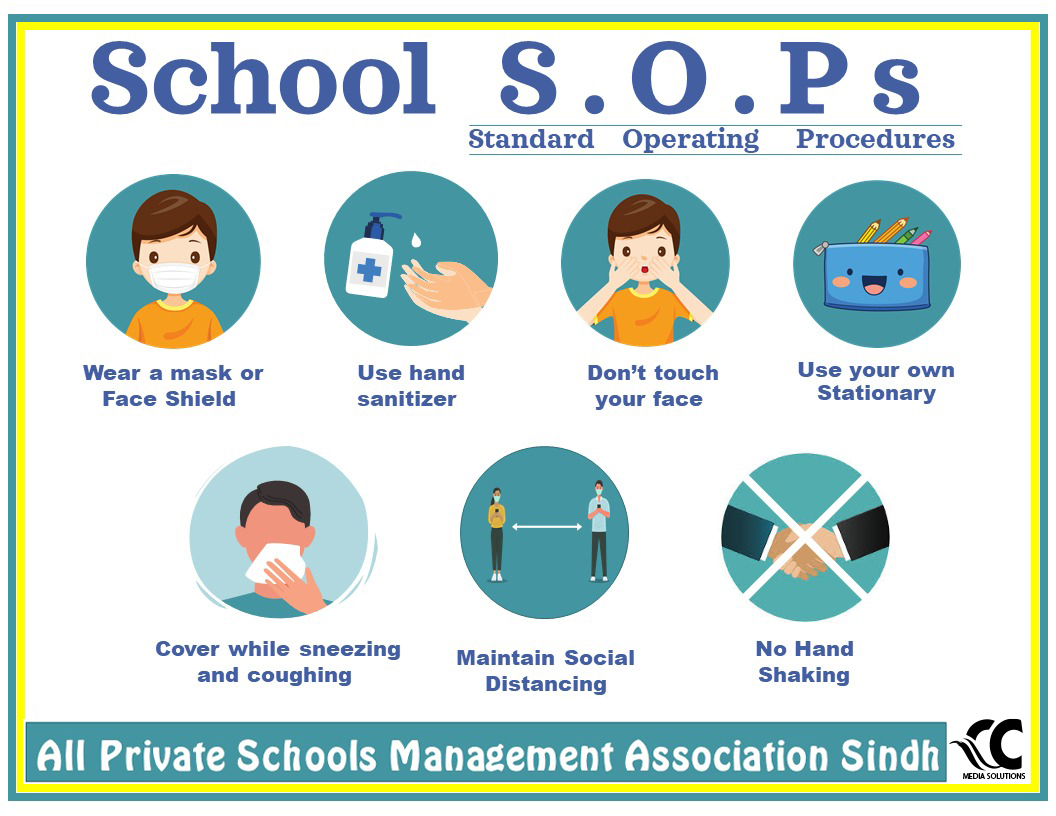 School S.O.Ps
Standard Operating Procedures
Wear a mask or
Face Shield
Use hand
sanitizer
Don't touch
your face
Use your own
Stationary
Cover while sneezing
and coughing
Maintain Social
Distancing
No Hand
Shaking
All Private Schools Management Association Sindh
CC
MEDIA SOLUTIONS